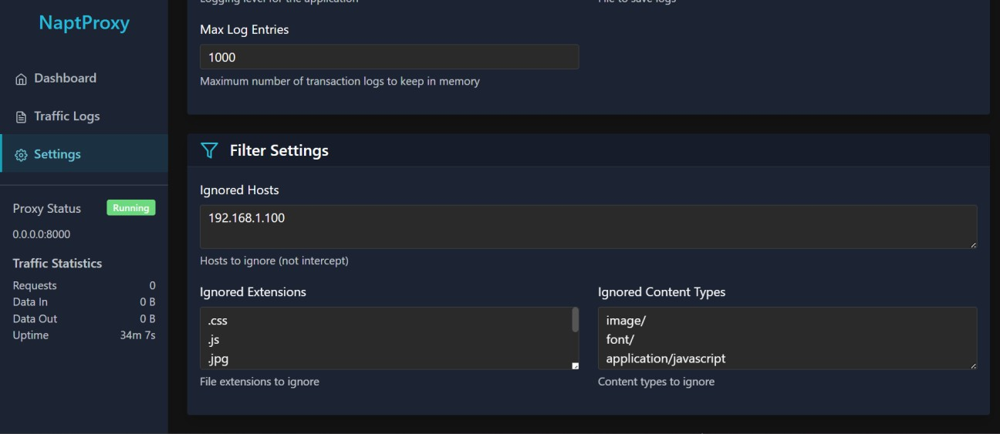 NaptProxy
Dashboard
Traffic Logs
Settings
Proxy Status Running
0.0.0.0:8000
Traffic Statistics
Requests 0
Data In 0 B
Data Out 0 B
Uptime 34m 7s
Logging level for the application
File to save logs
Max Log Entries
1000
Maximum number of transaction logs to keep in memory
Filter Settings
Ignored Hosts
192.168.1.100
Hosts to ignore (not intercept)
Ignored Extensions
.css
.js
.jpg
File extensions to ignore
Ignored Content Types
image/
font/
application/javascript
Content types to ignore